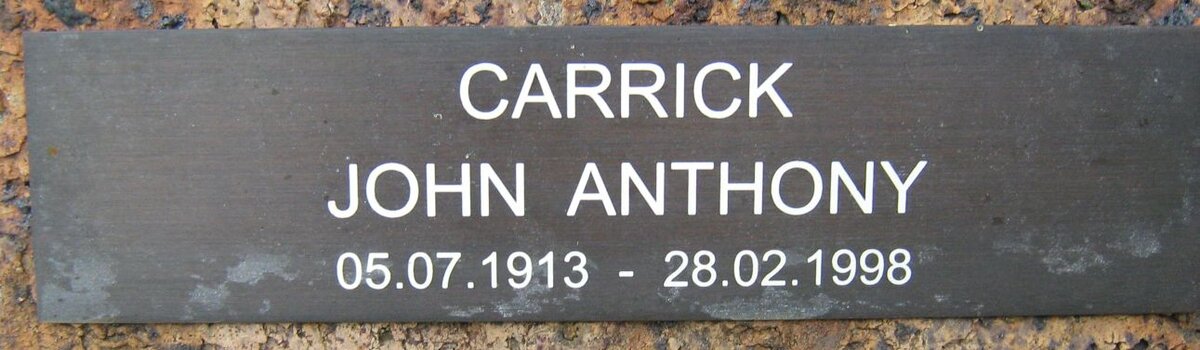 CARRICK
JOHN ANTHONY
05.07.1913 - 28.02.1998